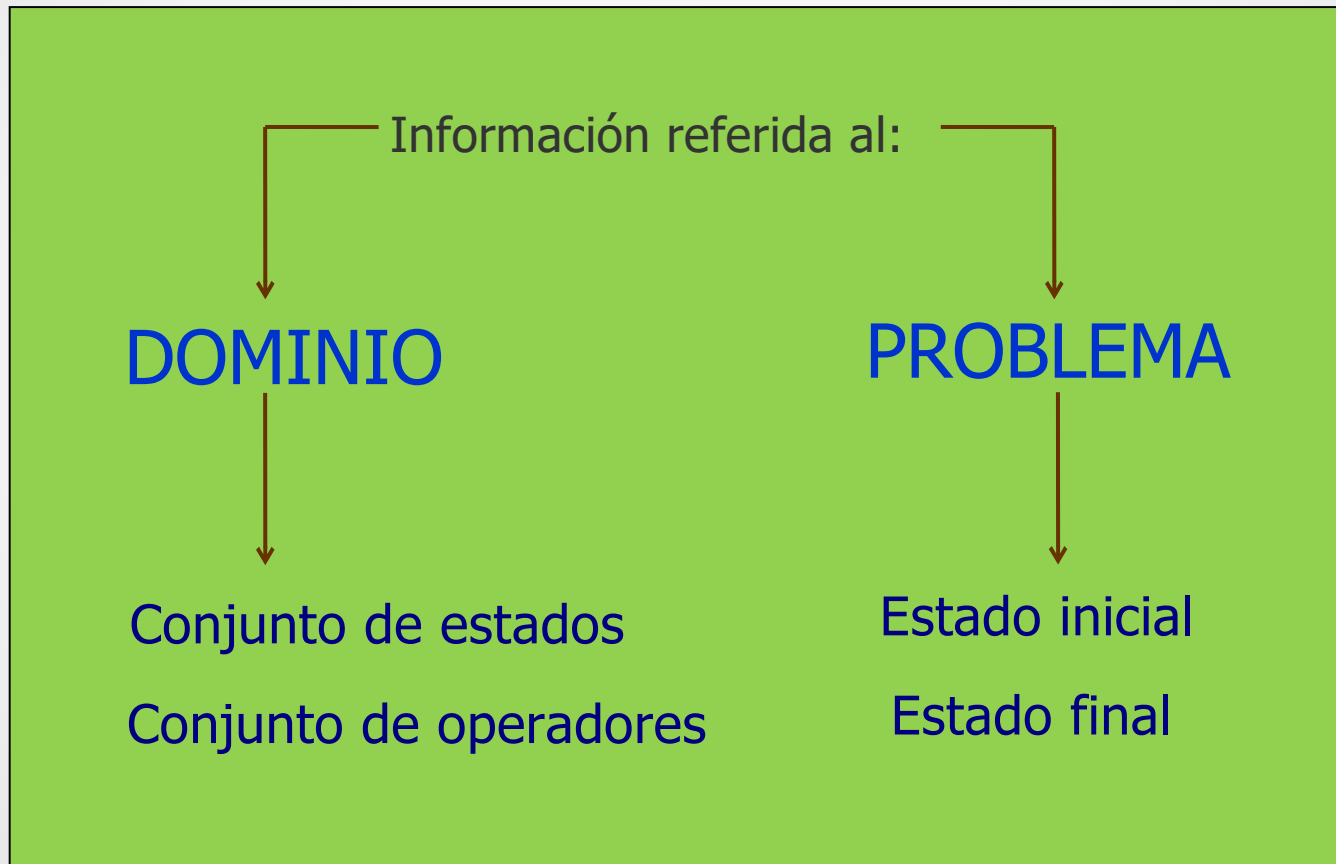 Información referida al:
DOMINIO
PROBLEMA
Conjunto de estados
Conjunto de operadores
Estado inicial
Estado final